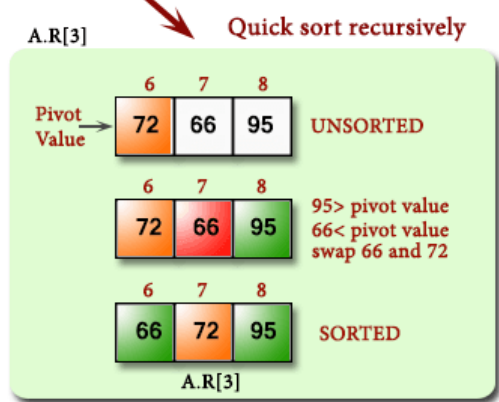 A.R[3]
Quick sort recursively
6 7 8
Pivot
Value
72 66 95
UNSORTED
6 7 8
72 66 95
95> pivot value
66< pivot value
swap 66 and 72
6 7 8
66 72 95
SORTED
A.R[3]